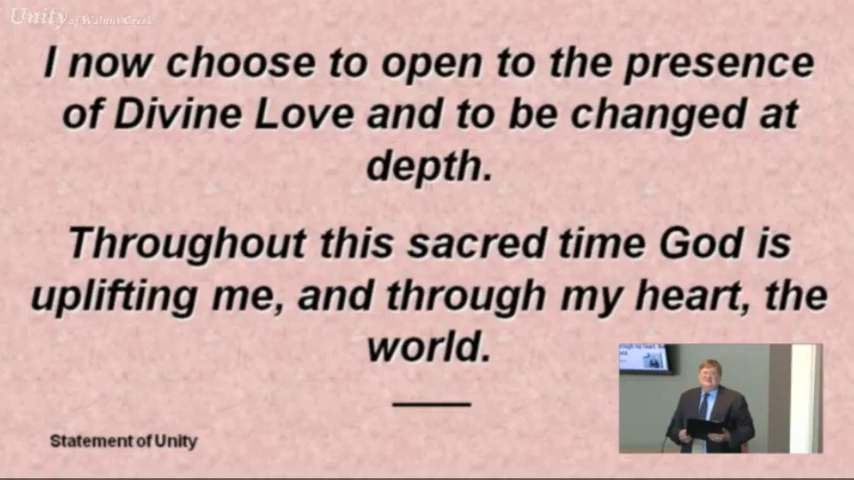 Unity of Walnut Creek
I now choose to open to the presence
of Divine Love and to be changed at
depth.
Throughout this sacred time God is
uplifting me, and through my heart, the
world.
Statement of Unity